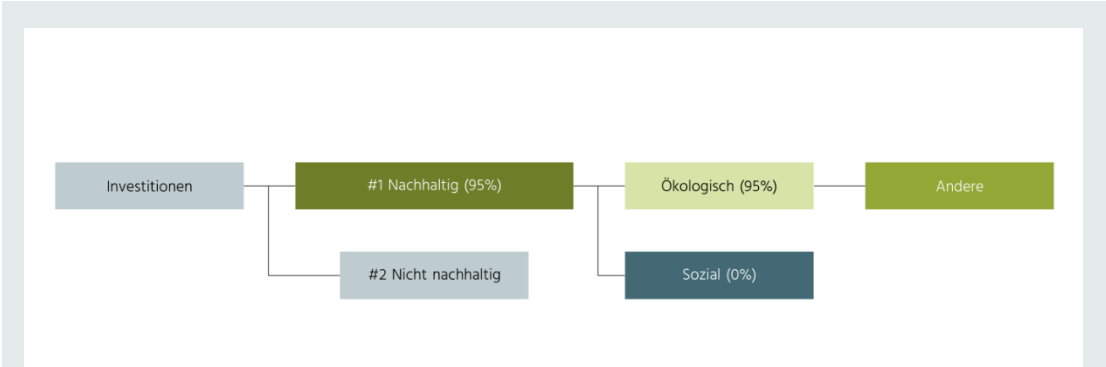 Investitionen
#1 Nachhaltig (95%)
Ökologisch (95%)
Andere
#2 Nicht nachhaltig
Sozial (0%)